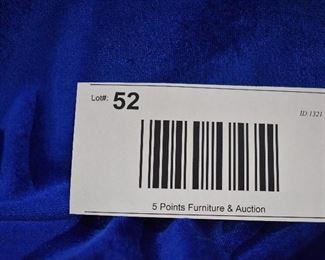 Lot#: 52
ID:1321
5 Points Furniture & Auction